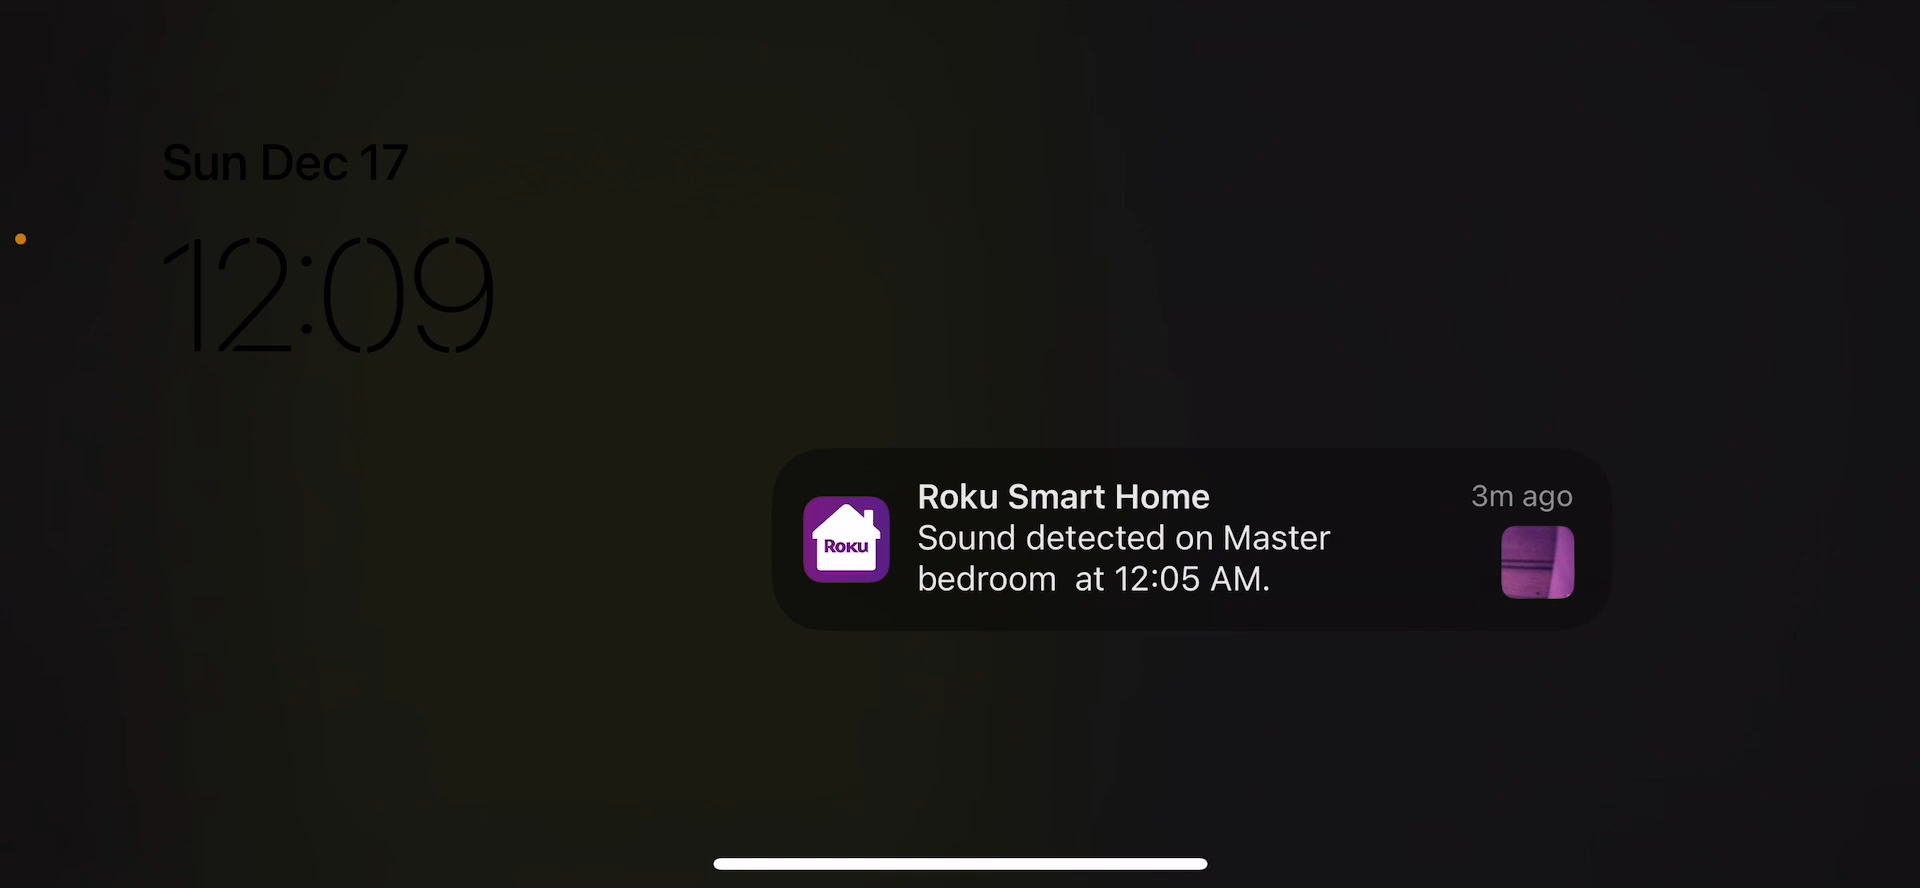 Sun Dec 17
12:09
Roku Smart Home
3m ago
Sound detected on Master
bedroom  at 12:05 AM.
Roku